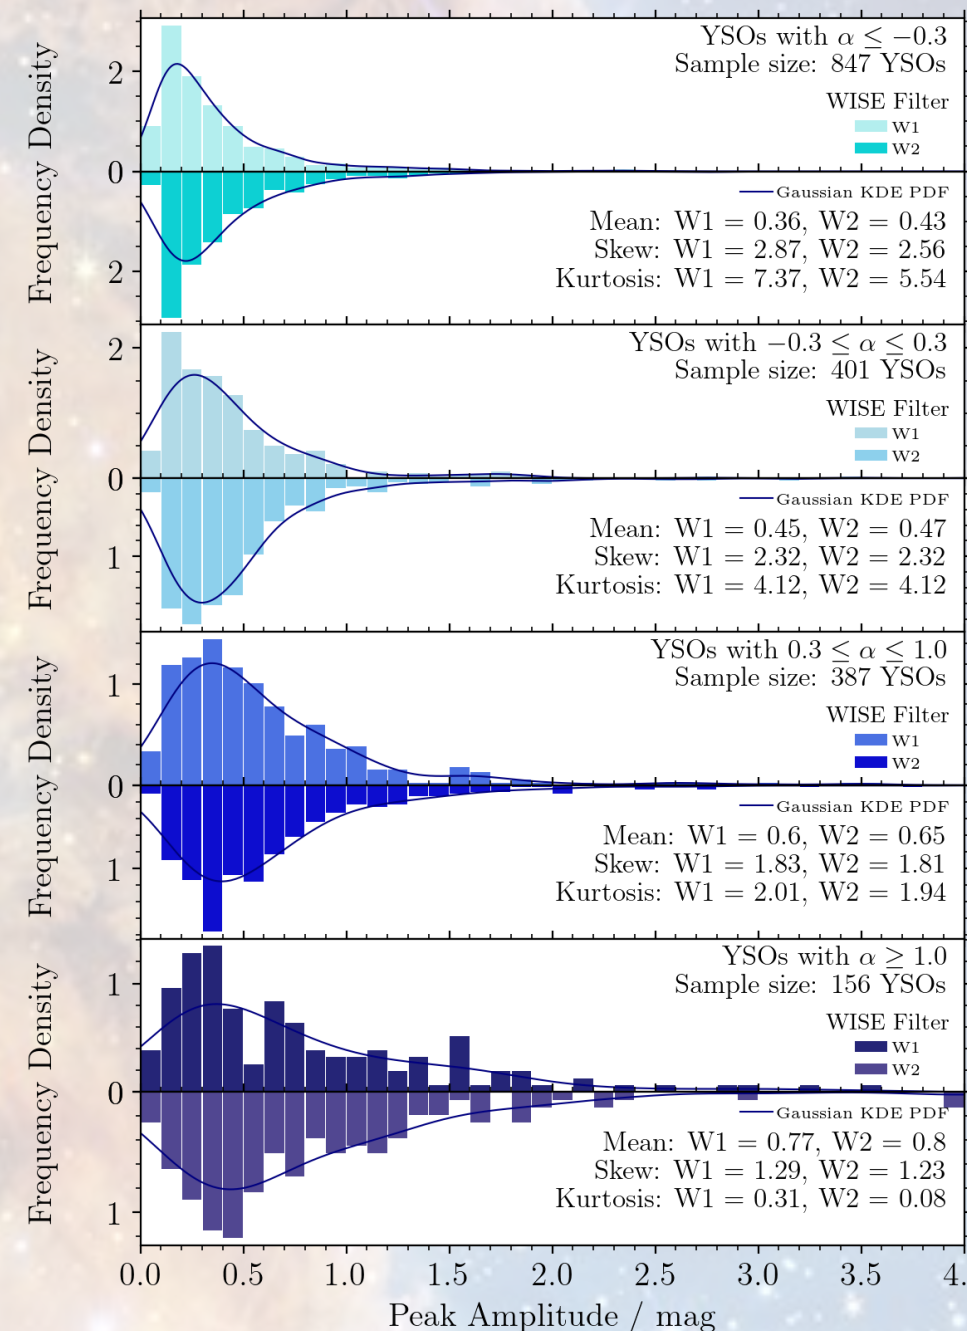 YSOs with α ≤ −0.3
Sample size: 847 YSOs
WISE Filter
W1
W2
Frequency Density
2
0
2
Frequency Density
Gaussian KDE PDF
Mean: W1 = 0.36, W2 = 0.43
Skew: W1 = 2.87, W2 = 2.56
Kurtosis: W1 = 7.37, W2 = 5.54
YSOs with −0.3 ≤ α ≤ 0.3
Sample size: 401 YSOs
WISE Filter
W1
W2
Frequency Density
2
0
1
Frequency Density
Gaussian KDE PDF
Mean: W1 = 0.45, W2 = 0.47
Skew: W1 = 2.32, W2 = 2.32
Kurtosis: W1 = 4.12, W2 = 4.12
YSOs with 0.3 ≤ α ≤ 1.0
Sample size: 387 YSOs
WISE Filter
W1
W2
Frequency Density
1
0
1
Frequency Density
Gaussian KDE PDF
Mean: W1 = 0.6, W2 = 0.65
Skew: W1 = 1.83, W2 = 1.81
Kurtosis: W1 = 2.01, W2 = 1.94
YSOs with α ≥ 1.0
Sample size: 156 YSOs
WISE Filter
W1
W2
Frequency Density
1
0
1
Frequency Density
Gaussian KDE PDF
Mean: W1 = 0.77, W2 = 0.8
Skew: W1 = 1.29, W2 = 1.23
Kurtosis: W1 = 0.31, W2 = 0.08
0.0 0.5 1.0 1.5 2.0 2.5 3.0 3.5 4.
Peak Amplitude / mag